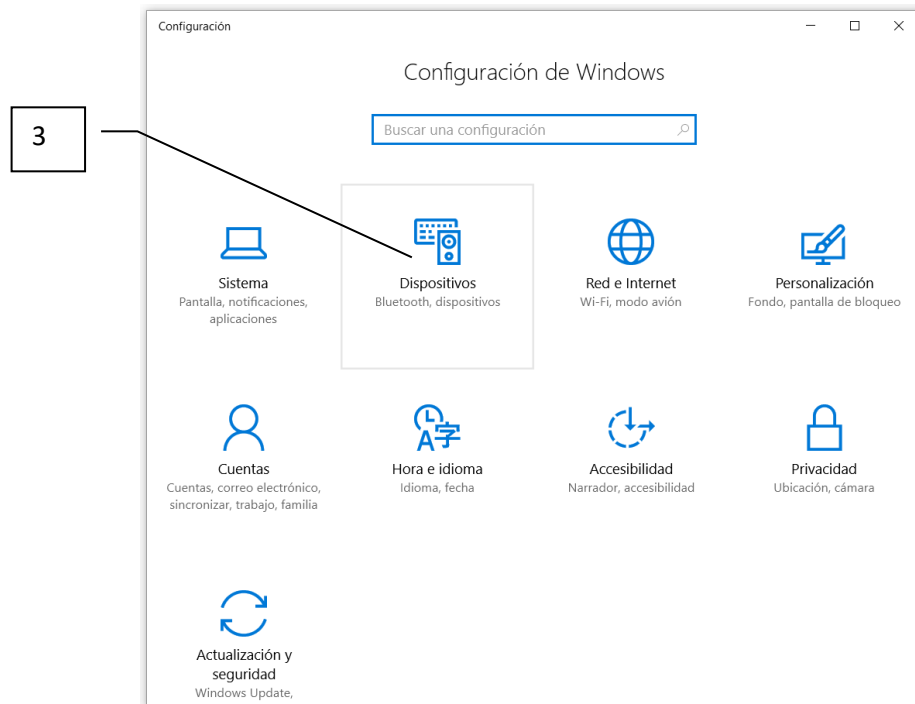 Configuración
Configuración de Windows
Buscar una configuración
3
Sistema
Pantalla, notificaciones,
aplicaciones
Dispositivos
Bluetooth, dispositivos
Red e Internet
Wi-Fi, modo avión
Personalización
Fondo, pantalla de bloqueo
Cuentas
Cuentas, correo electrónico,
sincronizar, trabajo, familia
Hora e idioma
Idioma, fecha
Accesibilidad
Narrador, accesibilidad
Privacidad
Ubicación, cámara
Actualización y
seguridad
Windows Update,